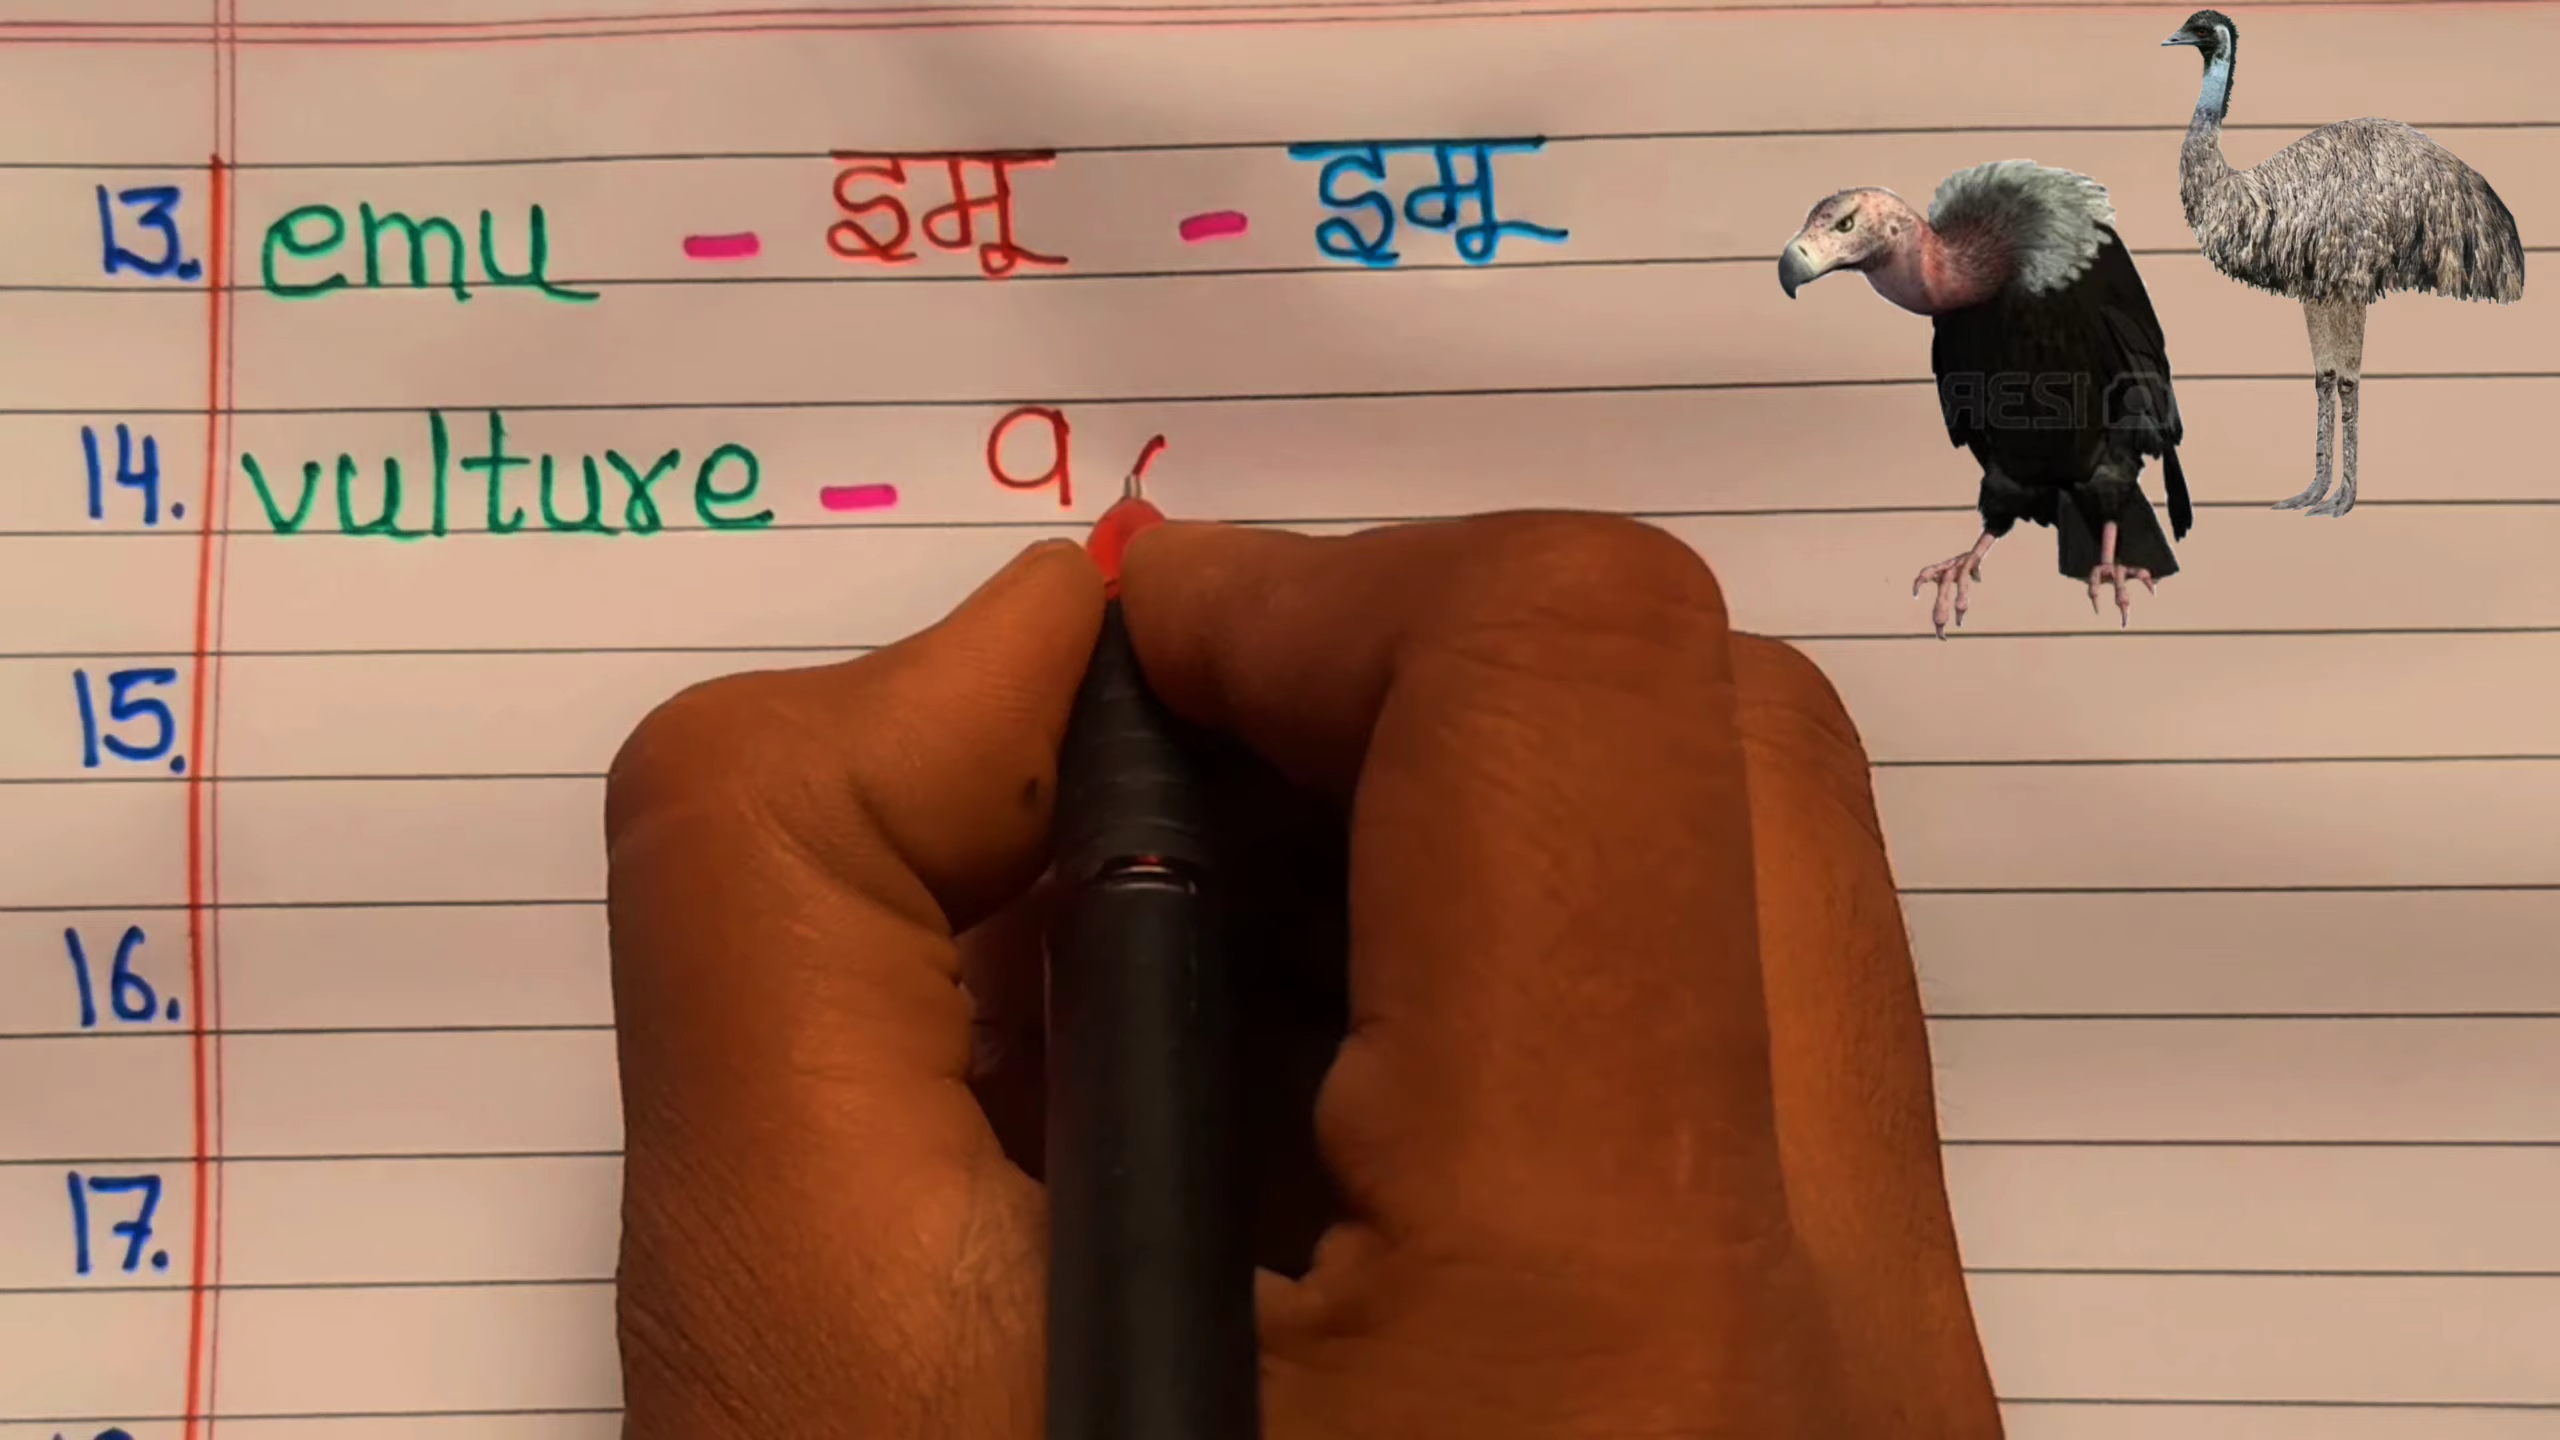 13. emu - इमू - इमू
14. vulture - व
15.
16.
17.